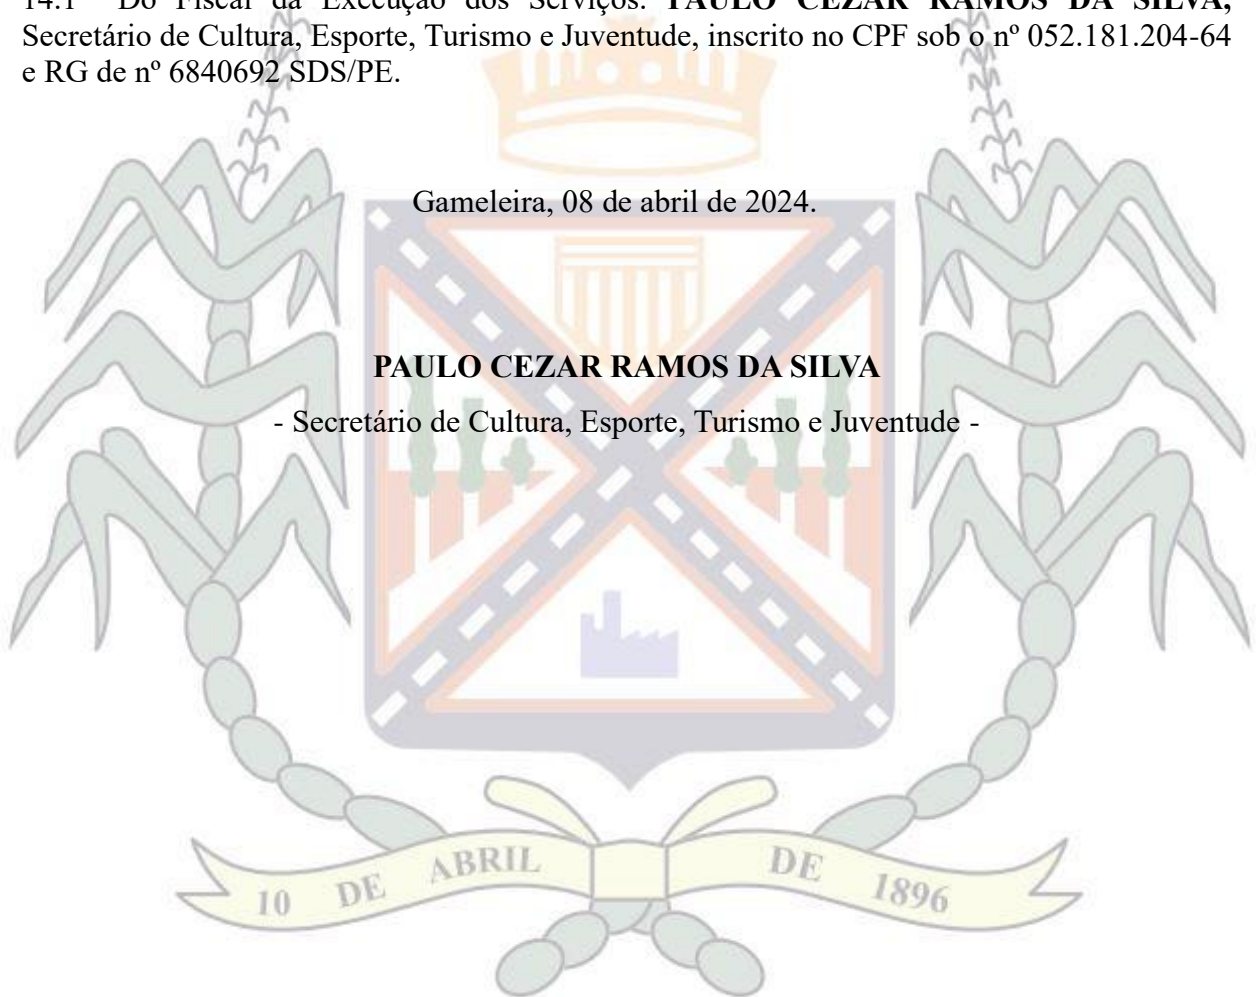 14.1 Do Fiscal da Execução dos Serviços: PAULO CEZAR RAMOS DA SILVA,
Secretário de Cultura, Esporte, Turismo e Juventude, inscrito no CPF sob o nº 052.181.204-64
e RG de nº 6840692 SDS/PE.
Gameleira, 08 de abril de 2024.
PAULO CEZAR RAMOS DA SILVA
- Secretário de Cultura, Esporte, Turismo e Juventude -
10 DE ABRIL DE 1896